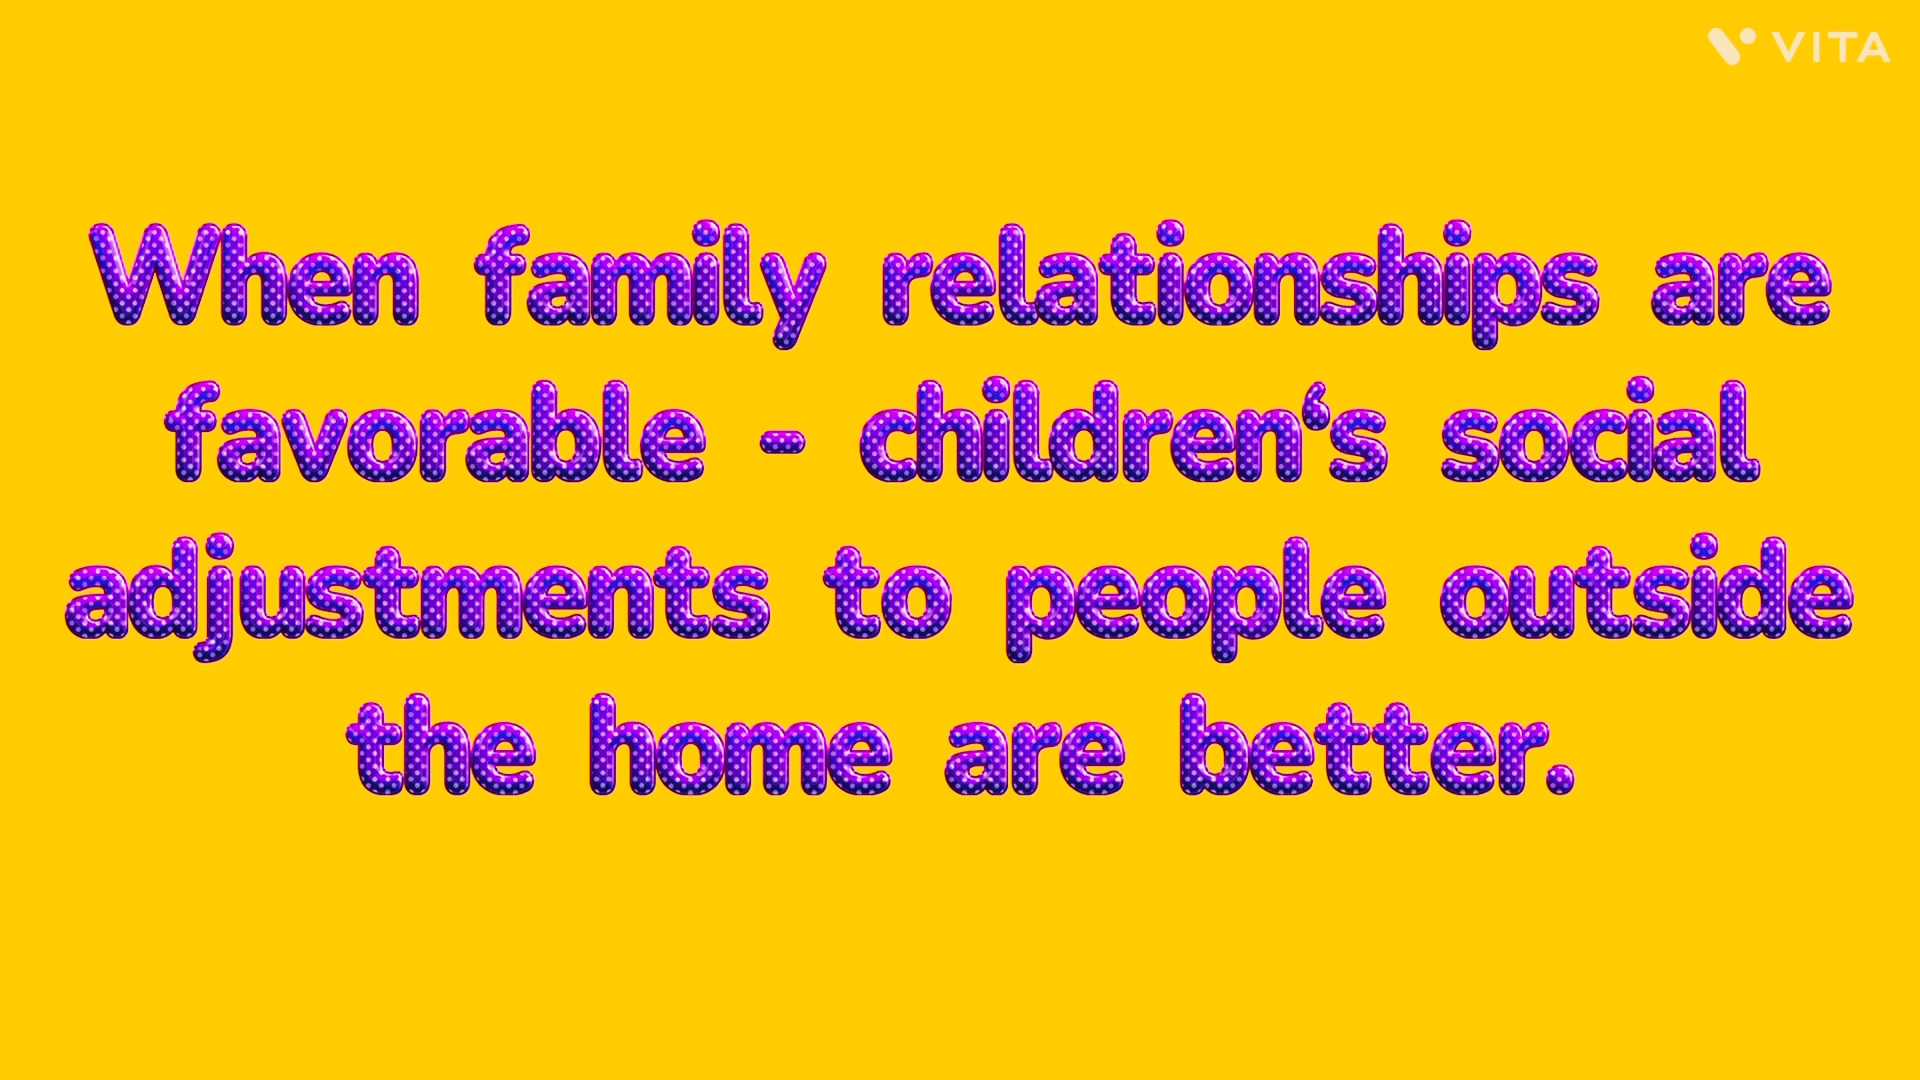 VITA
When family relationships are
favorable - children‘s social
adjustments to people outside
the home are better.